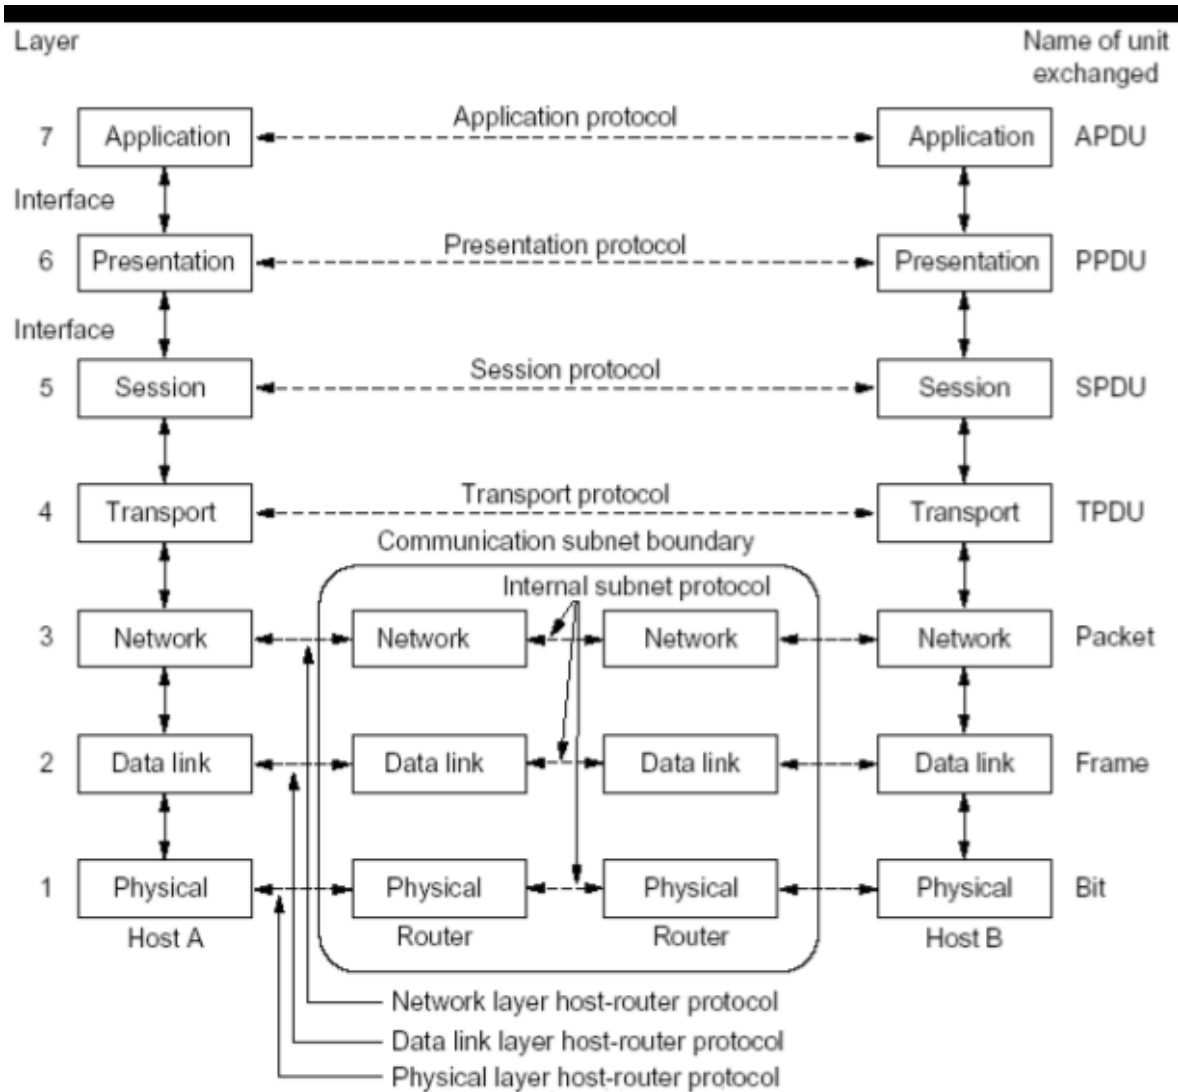 Layer
Name of unit
exchanged
Application protocol
7 Application Application APDU
Interface
Presentation protocol
6 Presentation Presentation PPDU
Interface
Session protocol
5 Session Session SPDU
Transport protocol
4 Transport Transport TPDU
Communication subnet boundary
Internal subnet protocol
3 Network Network Network Network Packet
2 Data link Data link Data link Data link Frame
1 Physical Physical Physical Physical Bit
Host A Router Router Host B
Network layer host-router protocol
Data link layer host-router protocol
Physical layer host-router protocol